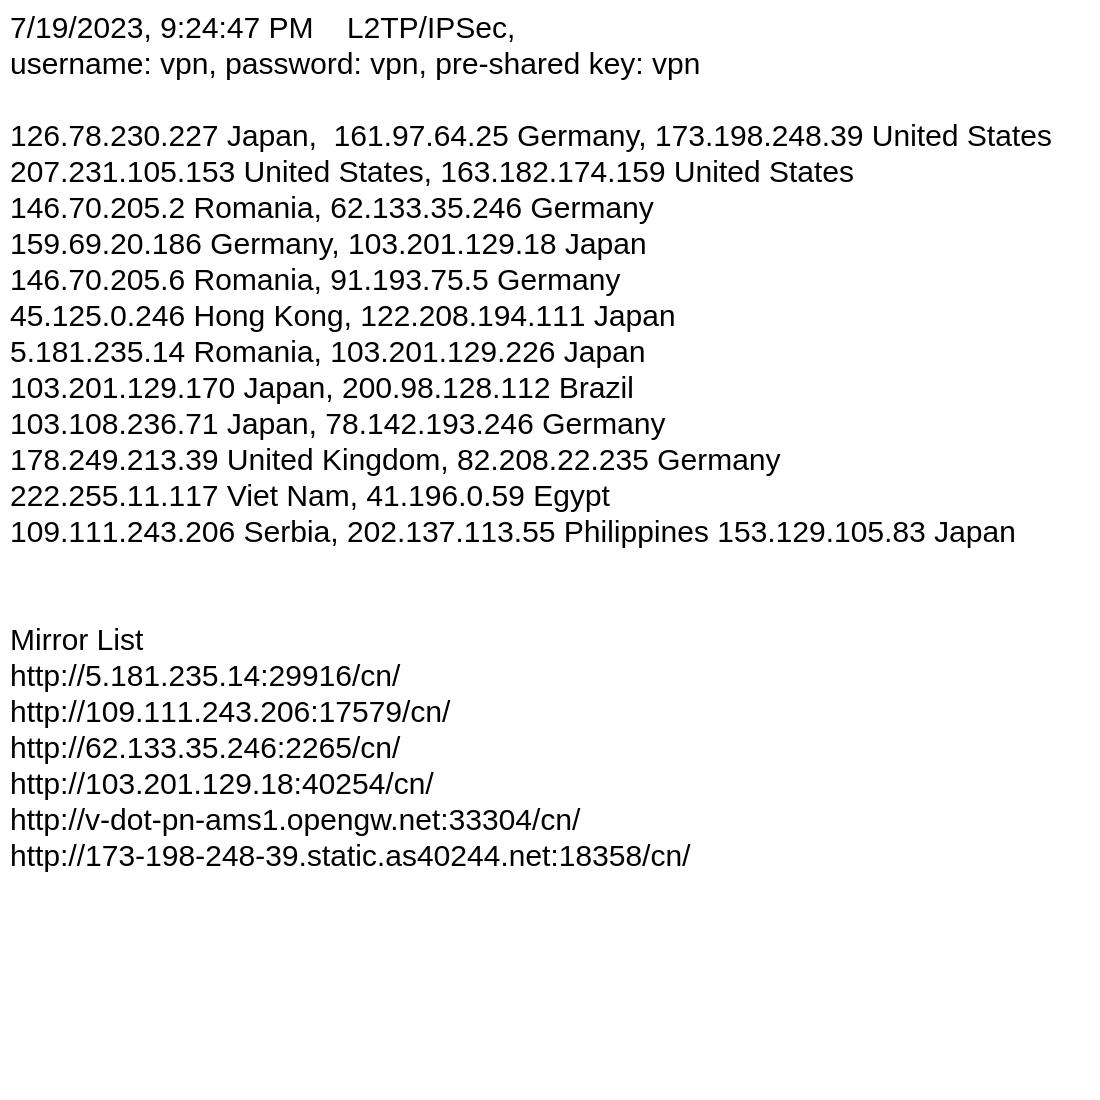 7/19/2023, 9:24:47 PM    L2TP/IPSec,
username: vpn, password: vpn, pre-shared key: vpn
126.78.230.227 Japan,  161.97.64.25 Germany, 173.198.248.39 United States
207.231.105.153 United States, 163.182.174.159 United States
146.70.205.2 Romania, 62.133.35.246 Germany
159.69.20.186 Germany, 103.201.129.18 Japan
146.70.205.6 Romania, 91.193.75.5 Germany
45.125.0.246 Hong Kong, 122.208.194.111 Japan
5.181.235.14 Romania, 103.201.129.226 Japan
103.201.129.170 Japan, 200.98.128.112 Brazil
103.108.236.71 Japan, 78.142.193.246 Germany
178.249.213.39 United Kingdom, 82.208.22.235 Germany
222.255.11.117 Viet Nam, 41.196.0.59 Egypt
109.111.243.206 Serbia, 202.137.113.55 Philippines 153.129.105.83 Japan
Mirror List
http://5.181.235.14:29916/cn/
http://109.111.243.206:17579/cn/
http://62.133.35.246:2265/cn/
http://103.201.129.18:40254/cn/
http://v-dot-pn-ams1.opengw.net:33304/cn/
http://173-198-248-39.static.as40244.net:18358/cn/